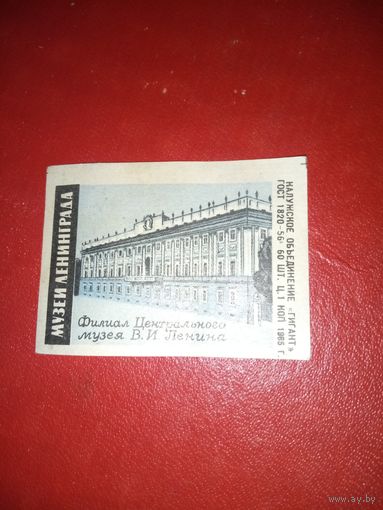 МУЗЕИ ЛЕНИНГРАДА
Филиал Центрального
музея В. И. Ленина
КАЛУЖСКОЕ ОБЪЕДИНЕНИЕ «ГИГАНТ»
ГОСТ 1820-56 60 ШТ. Ц. 1 КОП 1965 Г.
www.ay.by